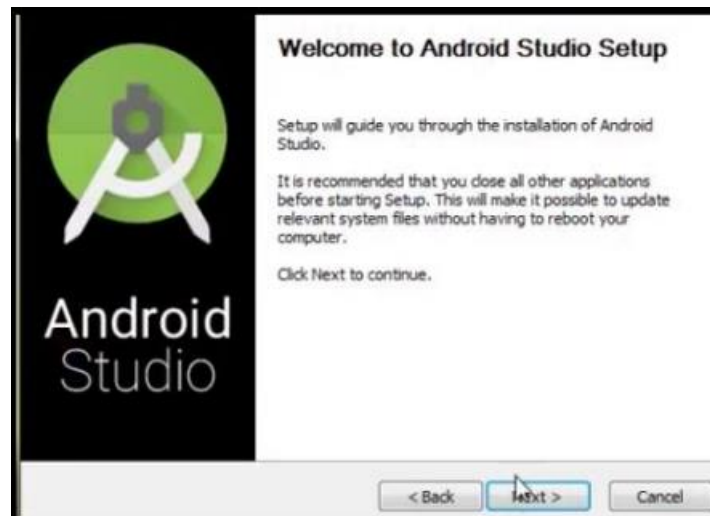 Welcome to Android Studio Setup
Setup will guide you through the installation of Android
Studio.
It is recommended that you close all other applications
before starting Setup. This will make it possible to update
relevant system files without having to reboot your
computer.
Click Next to continue.
Android
Studio
< Back
Next >
Cancel